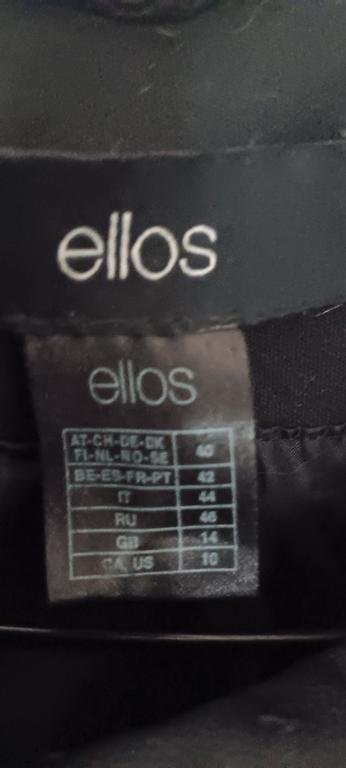 ellos
ellos
AT-CH-DE-DK
FI-NL-NO-SE 40
BE-ES-FR-PT 42
IT 44
RU 46
GB 14
CA, US 10